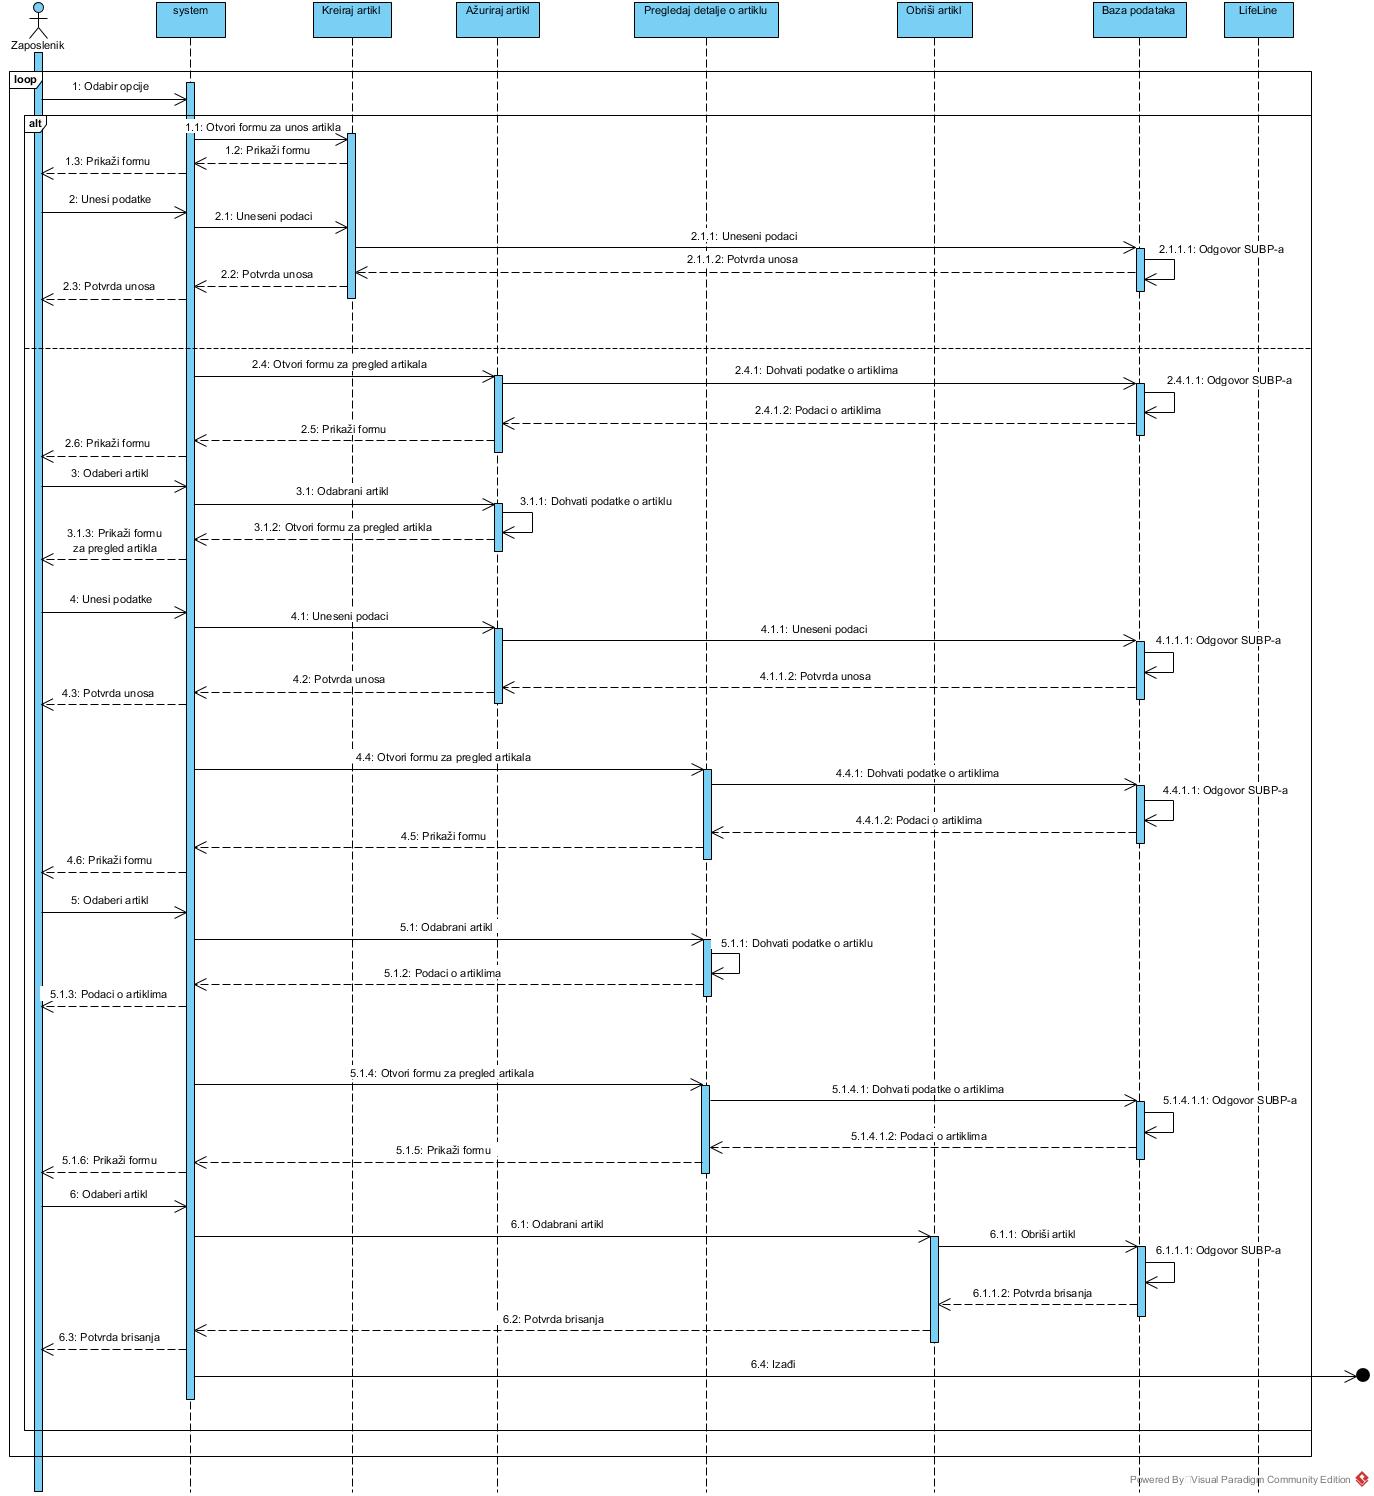 Zaposlenik
system
Kreiraj artikl
Ažuriraj artikl
Pregledaj detalje o artiklu
Obriši artikl
Baza podataka
LifeLine
loop
1: Odabir opcije
alt
1.1: Otvori formu za unos artikla
1.2: Prikaži formu
1.3: Prikaži formu
2: Unesi podatke
2.1: Uneseni podaci
2.1.1: Uneseni podaci
2.1.1.1: Odgovor SUBP-a
2.1.1.2: Potvrda unosa
2.2: Potvrda unosa
2.3: Potvrda unosa
2.4: Otvori formu za pregled artikala
2.4.1: Dohvati podatke o artiklima
2.4.1.1: Odgovor SUBP-a
2.4.1.2: Podaci o artiklima
2.5: Prikaži formu
2.6: Prikaži formu
3: Odaberi artikl
3.1: Odabrani artikl
3.1.1: Dohvati podatke o artiklu
3.1.2: Otvori formu za pregled artikla
3.1.3: Prikaži formu
za pregled artikla
4: Unesi podatke
4.1: Uneseni podaci
4.1.1: Uneseni podaci
4.1.1.1: Odgovor SUBP-a
4.1.1.2: Potvrda unosa
4.2: Potvrda unosa
4.3: Potvrda unosa
4.4: Otvori formu za pregled artikala
4.4.1: Dohvati podatke o artiklima
4.4.1.1: Odgovor SUBP-a
4.4.1.2: Podaci o artiklima
4.5: Prikaži formu
4.6: Prikaži formu
5: Odaberi artikl
5.1: Odabrani artikl
5.1.1: Dohvati podatke o artiklu
5.1.2: Podaci o artiklima
5.1.3: Podaci o artiklima
5.1.4: Otvori formu za pregled artikala
5.1.4.1: Dohvati podatke o artiklima
5.1.4.1.1: Odgovor SUBP-a
5.1.4.1.2: Podaci o artiklima
5.1.5: Prikaži formu
5.1.6: Prikaži formu
6: Odaberi artikl
6.1: Odabrani artikl
6.1.1: Obriši artikl
6.1.1.1: Odgovor SUBP-a
6.1.1.2: Potvrda brisanja
6.2: Potvrda brisanja
6.3: Potvrda brisanja
6.4: Izađi
Powered By Visual Paradigm Community Edition